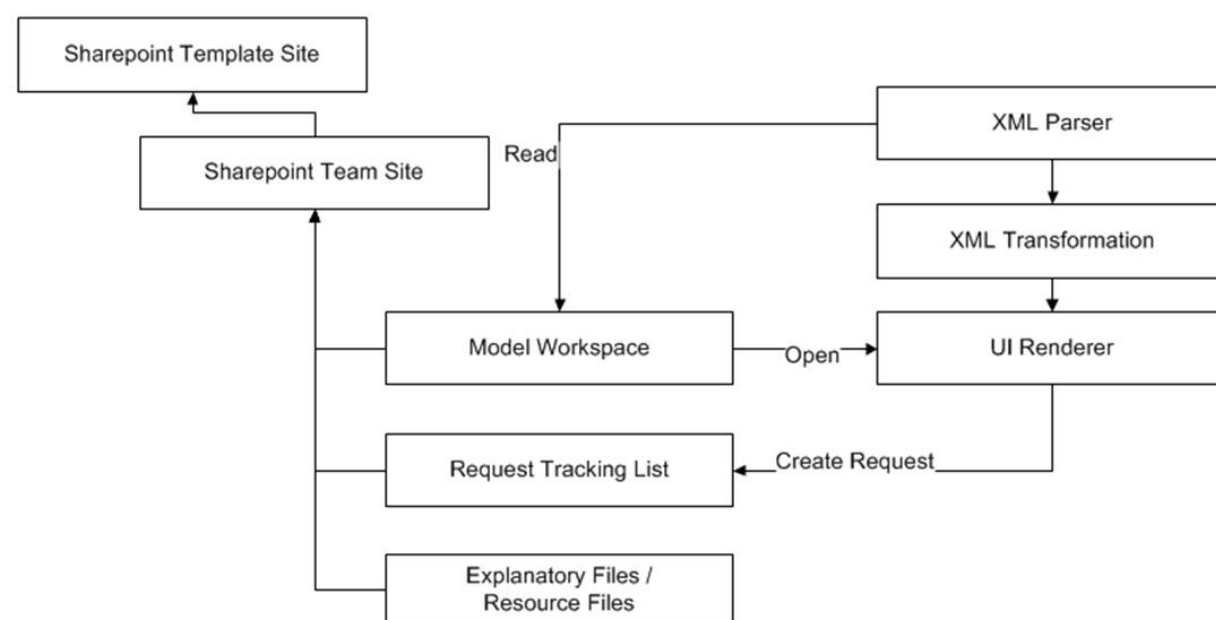 Sharepoint Template Site
XML Parser
Read
Sharepoint Team Site
XML Transformation
Model Workspace
Open
UI Renderer
Request Tracking List
Create Request
Explanatory Files /
Resource Files